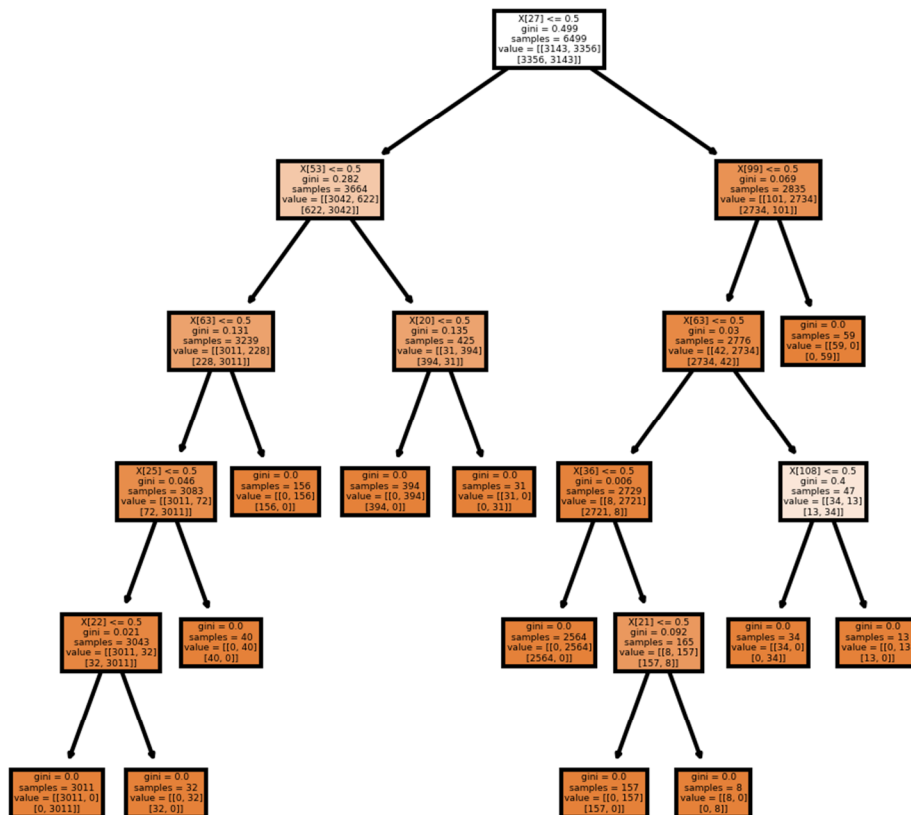 X[27] <= 0.5
gini = 0.499
samples = 6499
value = [[3143, 3356]
[3356, 3143]]
X[53] <= 0.5
gini = 0.282
samples = 3664
value = [[3042, 622]
[622, 3042]]
X[99] <= 0.5
gini = 0.069
samples = 2835
value = [[101, 2734]
[2734, 101]]
X[63] <= 0.5
gini = 0.131
samples = 3239
value = [[3011, 228]
[228, 3011]]
X[20] <= 0.5
gini = 0.135
samples = 425
value = [[31, 394]
[394, 31]]
X[63] <= 0.5
gini = 0.03
samples = 2776
value = [[42, 2734]
[2734, 42]]
gini = 0.0
samples = 59
value = [[59, 0]
[0, 59]]
X[25] <= 0.5
gini = 0.046
samples = 3083
value = [[3011, 72]
[72, 3011]]
gini = 0.0
samples = 156
value = [[0, 156]
[156, 0]]
gini = 0.0
samples = 394
value = [[0, 394]
[394, 0]]
gini = 0.0
samples = 31
value = [[31, 0]
[0, 31]]
X[36] <= 0.5
gini = 0.006
samples = 2729
value = [[8, 2721]
[2721, 8]]
X[108] <= 0.5
gini = 0.4
samples = 47
value = [[34, 13]
[13, 34]]
X[22] <= 0.5
gini = 0.021
samples = 3043
value = [[3011, 32]
[32, 3011]]
gini = 0.0
samples = 40
value = [[0, 40]
[40, 0]]
gini = 0.0
samples = 2564
value = [[0, 2564]
[2564, 0]]
X[21] <= 0.5
gini = 0.092
samples = 165
value = [[8, 157]
[157, 8]]
gini = 0.0
samples = 34
value = [[34, 0]
[0, 34]]
gini = 0.0
samples = 13
value = [[0, 13
[13, 0]]
gini = 0.0
samples = 3011
value = [[3011, 0]
[0, 3011]]
gini = 0.0
samples = 32
value = [[0, 32]
[32, 0]]
gini = 0.0
samples = 157
value = [[0, 157]
[157, 0]]
gini = 0.0
samples = 8
value = [[8, 0]
[0, 8]]